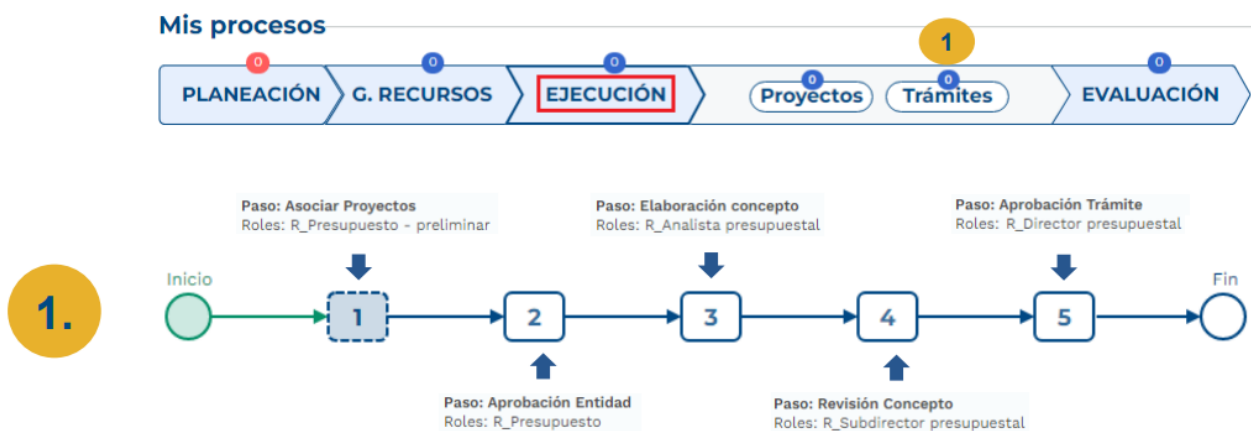 Mis procesos
1
0
0
0
0
0
0
PLANEACIÓN
G. RECURSOS
EJECUCIÓN
Proyectos
Trámites
EVALUACIÓN
Paso: Asociar Proyectos
Roles: R_Presupuesto - preliminar
Paso: Elaboración concepto
Roles: R_Analista presupuestal
Paso: Aprobación Trámite
Roles: R_Director presupuestal
1.
Inicio
1
2
3
4
5
Fin
Paso: Aprobación Entidad
Roles: R_Presupuesto
Paso: Revisión Concepto
Roles: R_Subdirector presupuestal